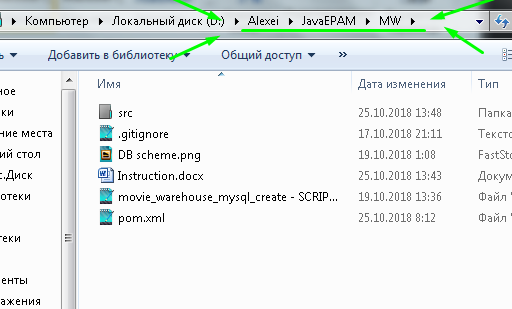 Компьютер ▸ Локальный диск (D:) ▸ Alexei ▸ JavaEPAM ▸ MW ▸
Добавить в библиотеку Общий доступ
Имя Дата изменения Тип
src 25.10.2018 13:48 Папка
.gitignore 17.10.2018 21:11 Тексто
DB scheme.png 19.10.2018 1:08 FastSto
Instruction.docx 25.10.2018 13:43 Докум
movie_warehouse_mysql_create - SCRIP... 19.10.2018 13:36 Файл "
pom.xml 25.10.2018 8:12 Файл "
ное
ки
ние места
ий стол
с.Диск
отеки
теки
енты
ражения